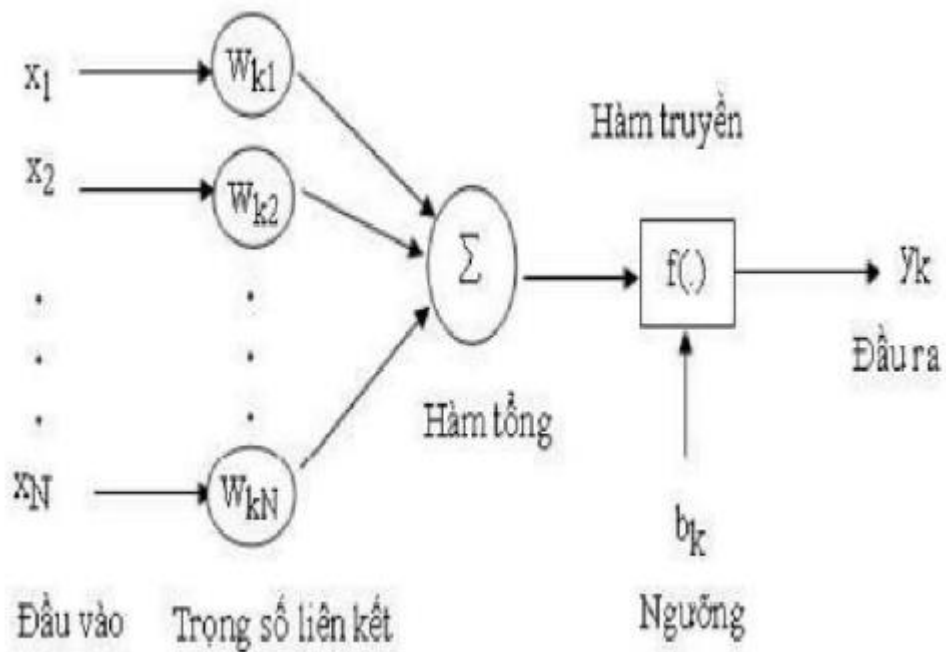 x1
Wk1
Hàm truyền
x2
Wk2
Σ
f(.)
yk
Đầu ra
Hàm tổng
xN
WkN
bk
Đầu vào
Trọng số liên kết
Ngưỡng